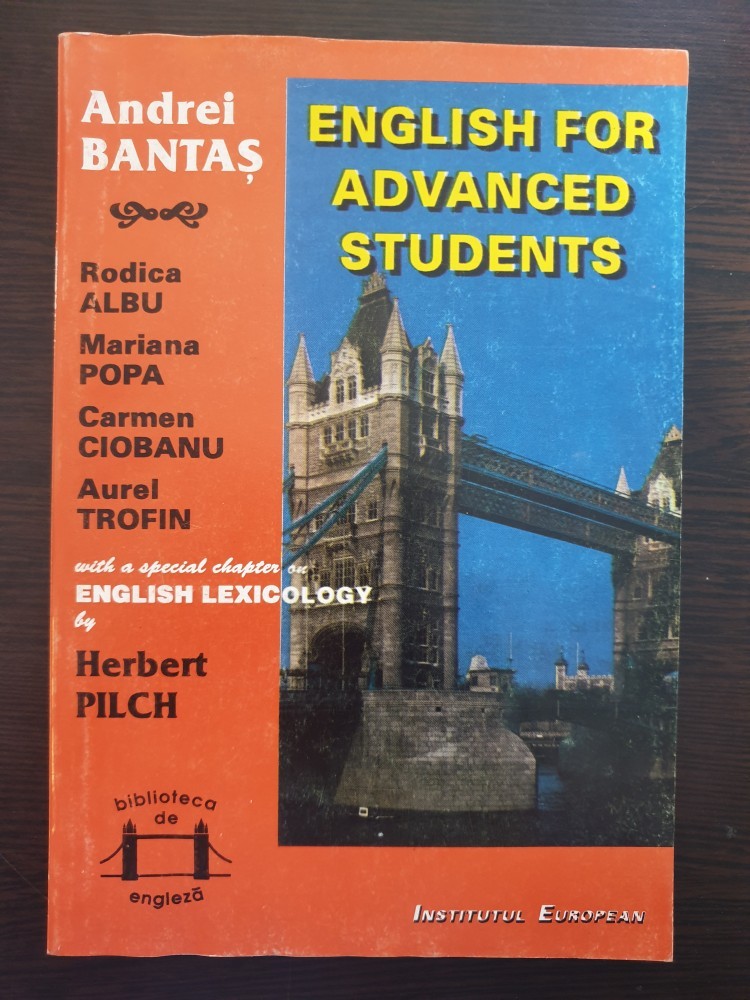 Andrei
BANTAȘ
ENGLISH FOR
ADVANCED
STUDENTS
Rodica
ALBU
Mariana
POPA
Carmen
CIOBANU
Aurel
TROFIN
with a special chapter on
ENGLISH LEXICOLOGY
by
Herbert
PILCH
biblioteca
de
engleză
INSTITUTUL EUROPEAN